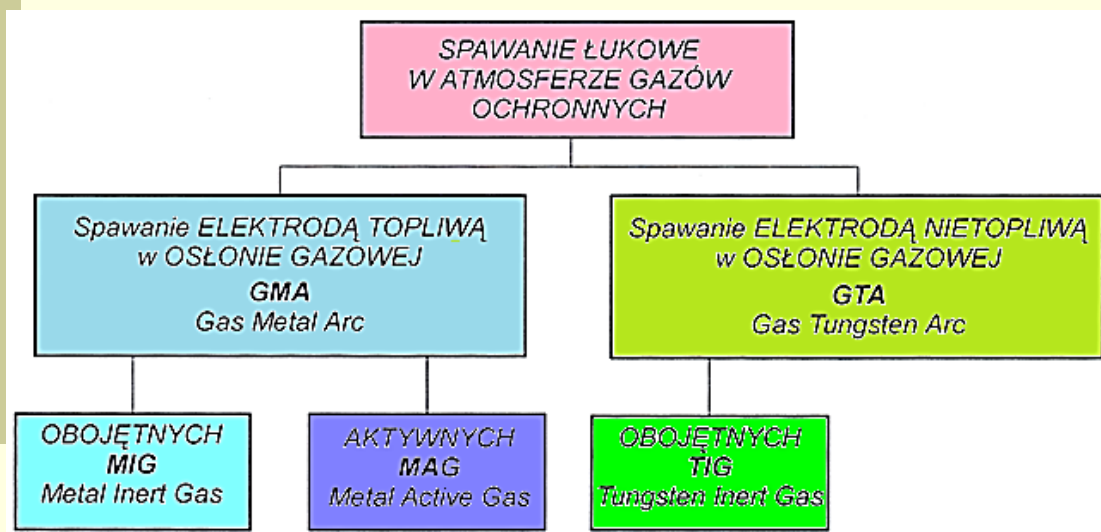 SPAWANIE ŁUKOWE
W ATMOSFERZE GAZÓW
OCHRONNYCH
Spawanie ELEKTRODĄ TOPLIWĄ
w OSŁONIE GAZOWEJ
GMA
Gas Metal Arc
Spawanie ELEKTRODĄ NIETOPLIWĄ
w OSŁONIE GAZOWEJ
GTA
Gas Tungsten Arc
OBOJĘTNYCH
MIG
Metal Inert Gas
AKTYWNYCH
MAG
Metal Active Gas
OBOJĘTNYCH
TIG
Tungsten Inert Gas